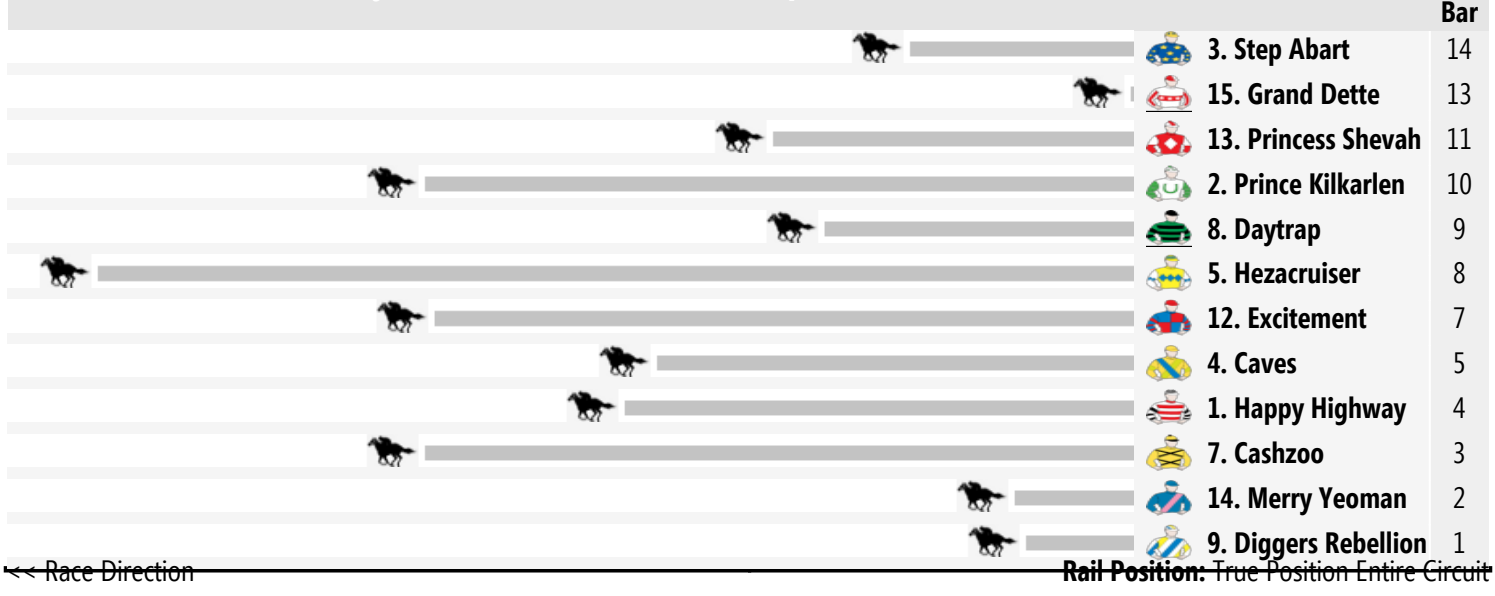 Bar
3. Step Abart 14
15. Grand Dette 13
13. Princess Shevah 11
2. Prince Kilkarlen 10
8. Daytrap 9
5. Hezacruiser 8
12. Excitement 7
4. Caves 5
1. Happy Highway 4
7. Cashzoo 3
14. Merry Yeoman 2
9. Diggers Rebellion 1
<< Race Direction Rail Position: True Position Entire Circuit